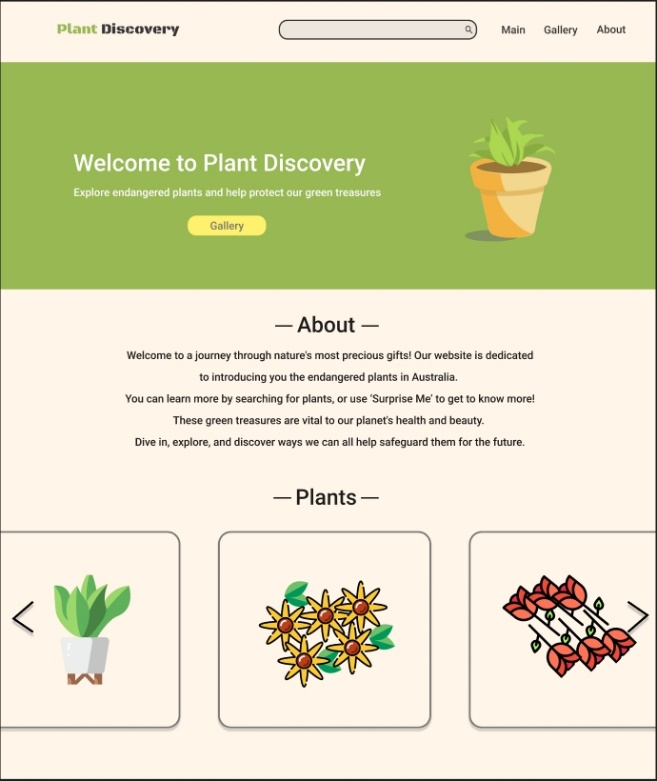 Plant Discovery
Main
Gallery
About
Welcome to Plant Discovery
Explore endangered plants and help protect our green treasures
Gallery
— About —
Welcome to a journey through nature's most precious gifts! Our website is dedicated
to introducing you the endangered plants in Australia.
You can learn more by searching for plants, or use ‘Surprise Me’ to get to know more!
These green treasures are vital to our planet's health and beauty.
Dive in, explore, and discover ways we can all help safeguard them for the future.
— Plants —